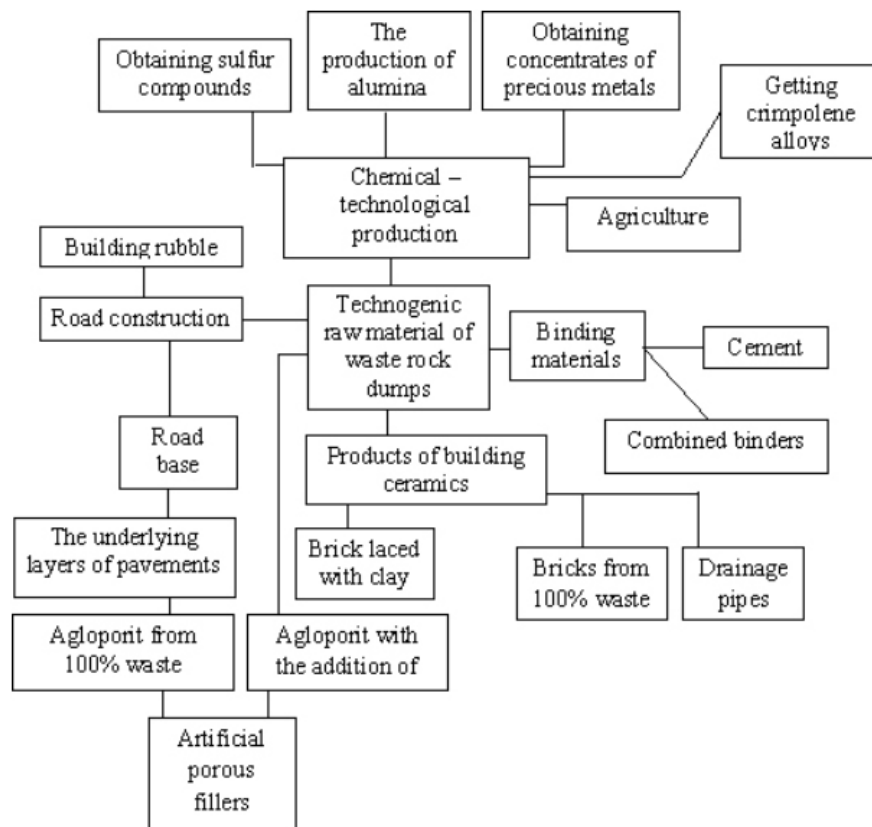 Obtaining sulfur
compounds
The
production of
alumina
Obtaining
concentrates of
precious metals
Getting
crimpolene
alloys
Chemical –
technological
production
Agriculture
Building rubble
Road construction
Technogenic
raw material of
waste rock
dumps
Binding
materials
Cement
Combined binders
Road
base
Products of building
ceramics
The underlying
layers of pavements
Brick laced
with clay
Bricks from
100% waste
Drainage
pipes
Agloporit from
100% waste
Agloporit with
the addition of
Artificial
porous
fillers